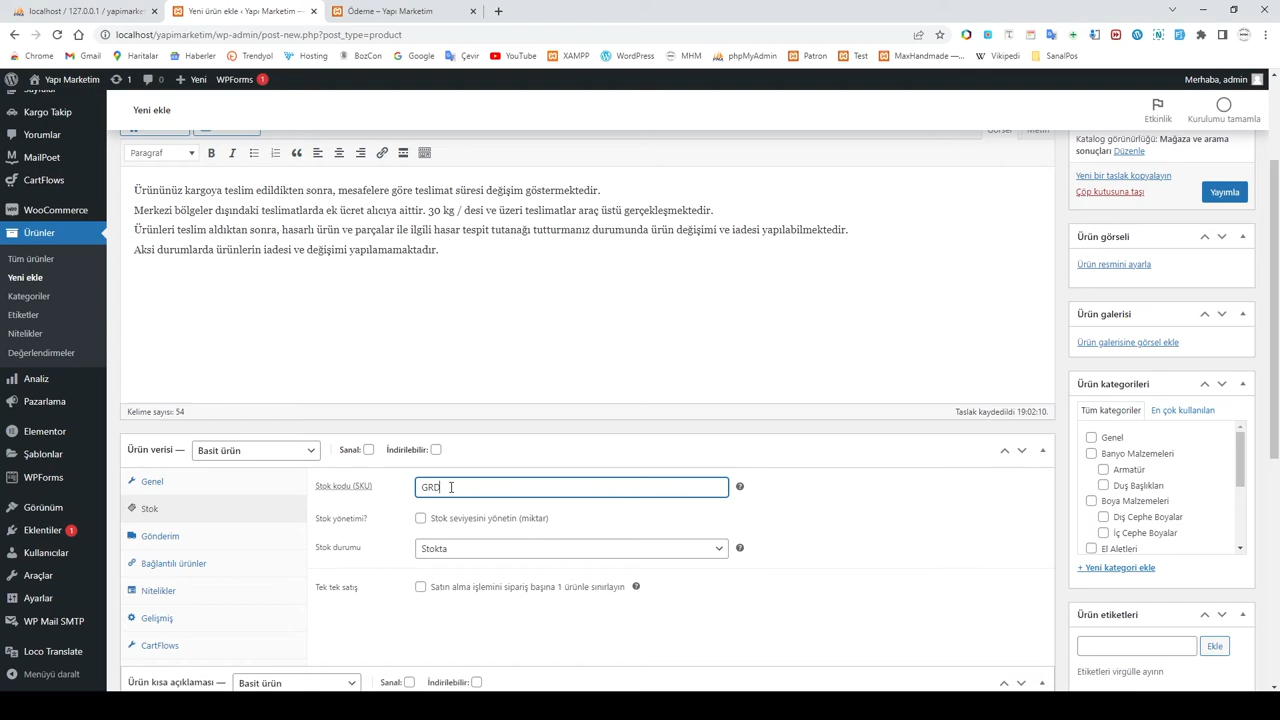 localhost / 127.0.0.1 / yapimarket
Yeni ürün ekle ‹ Yapı Marketim —
Ödeme – Yapı Marketim
localhost/yapimarketim/wp-admin/post-new.php?post_type=product
Chrome
Gmail
Haritalar
Haberler
Trendyol
Hosting
BozCon
Google
Çevir
YouTube
XAMPP
WordPress
MHM
phpMyAdmin
Patron
Test
MaxHandmade – ...
Vikipedi
SanalPos
Yapı Marketim
1
0
Yeni
WPForms 1
Merhaba, admin
Yeni ekle
Etkinlik
Kurulumu tamamla
Sayfalar
Kargo Takip
Yorumlar
MailPoet
CartFlows
WooCommerce
Ürünler
Tüm ürünler
Yeni ekle
Kategoriler
Etiketler
Nitelikler
Değerlendirmeler
Analiz
Pazarlama
Elementor
Şablonlar
WPForms
Görünüm
Eklentiler 1
Kullanıcılar
Araçlar
Ayarlar
WP Mail SMTP
Loco Translate
Menüyü daralt
Görsel
Metin
Paragraf
Ürününüz kargoya teslim edildikten sonra, mesafelere göre teslimat süresi değişim göstermektedir.
Merkezi bölgeler dışındaki teslimatlarda ek ücret alıcıya aittir. 30 kg / desi ve üzeri teslimatlar araç üstü gerçekleşmektedir.
Ürünleri teslim aldıktan sonra, hasarlı ürün ve parçalar ile ilgili hasar tespit tutanağı tutturmanız durumunda ürün değişimi ve iadesi yapılabilmektedir.
Aksi durumlarda ürünlerin iadesi ve değişimi yapılamamaktadır.
Kelime sayısı: 54
Taslak kaydedildi 19:02:10.
Ürün verisi —
Basit ürün
Sanal:
İndirilebilir:
Genel
Stok
Gönderim
Bağlantılı ürünler
Nitelikler
Gelişmiş
CartFlows
Stok kodu (SKU)
GRD
Stok yönetimi?
Stok seviyesini yönetin (miktar)
Stok durumu
Stokta
Tek tek satış
Satın alma işlemini sipariş başına 1 ürünle sınırlayın
Ürün kısa açıklaması —
Basit ürün
Sanal:
İndirilebilir:
Katalog görünürlüğü: Mağaza ve arama
sonuçları Düzenle
Yeni bir taslak kopyalayın
Çöp kutusuna taşı
Yayımla
Ürün görseli
Ürün resmini ayarla
Ürün galerisi
Ürün galerisine görsel ekle
Ürün kategorileri
Tüm kategoriler
En çok kullanılan
Genel
Banyo Malzemeleri
Armatür
Duş Başlıkları
Boya Malzemeleri
Dış Cephe Boyalar
İç Cephe Boyalar
El Aletleri
+ Yeni kategori ekle
Ürün etiketleri
Ekle
Etiketleri virgülle ayırın